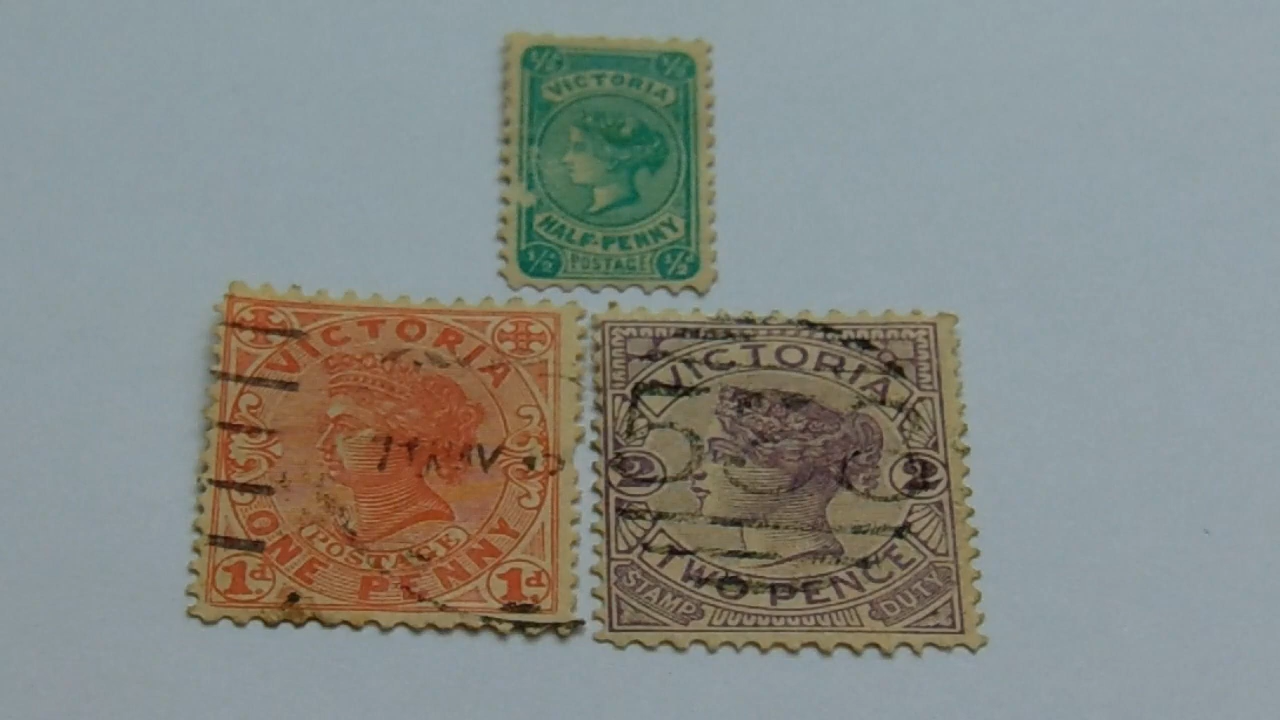 1/2 1/2
VICTORIA
HALF-PENNY
1/2 POSTAGE 1/2
VICTORIA
POSTAGE
ONE PENNY
1d. 1d.
VICTORIA
2 2
TWO PENCE
STAMP DUTY